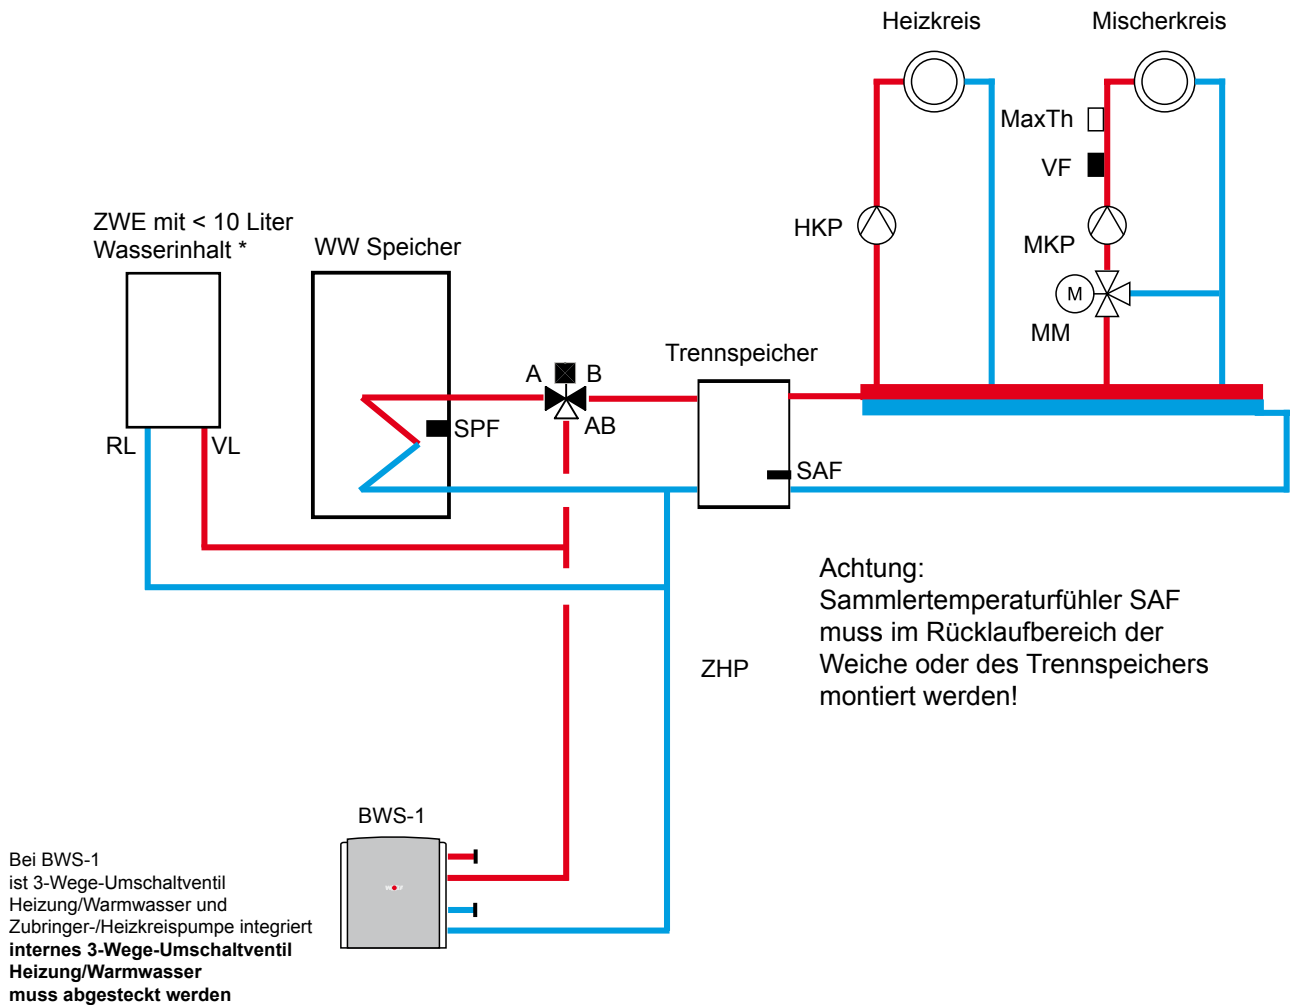 Heizkreis
Mischerkreis
MaxTh
VF
HKP
MKP
M
MM
ZWE mit < 10 Liter
Wasserinhalt *
WW Speicher
Trennspeicher
A
B
AB
SPF
RL
VL
SAF
Achtung:
Sammlertemperaturfühler SAF
muss im Rücklaufbereich der
Weiche oder des Trennspeichers
montiert werden!
ZHP
BWS-1
Bei BWS-1
ist 3-Wege-Umschaltventil
Heizung/Warmwasser und
Zubringer-/Heizkreispumpe integriert
internes 3-Wege-Umschaltventil
Heizung/Warmwasser
muss abgesteckt werden